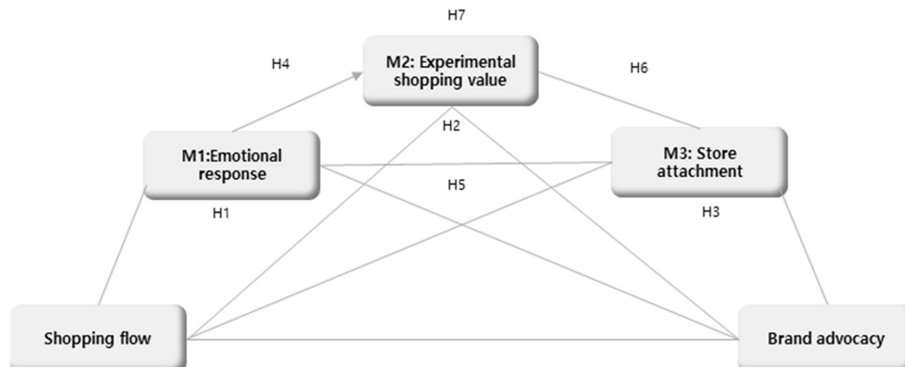 H7
H4
M2: Experimental
shopping value
H6
H2
M1:Emotional
response
M3: Store
attachment
H5
H1
H3
Shopping flow
Brand advocacy